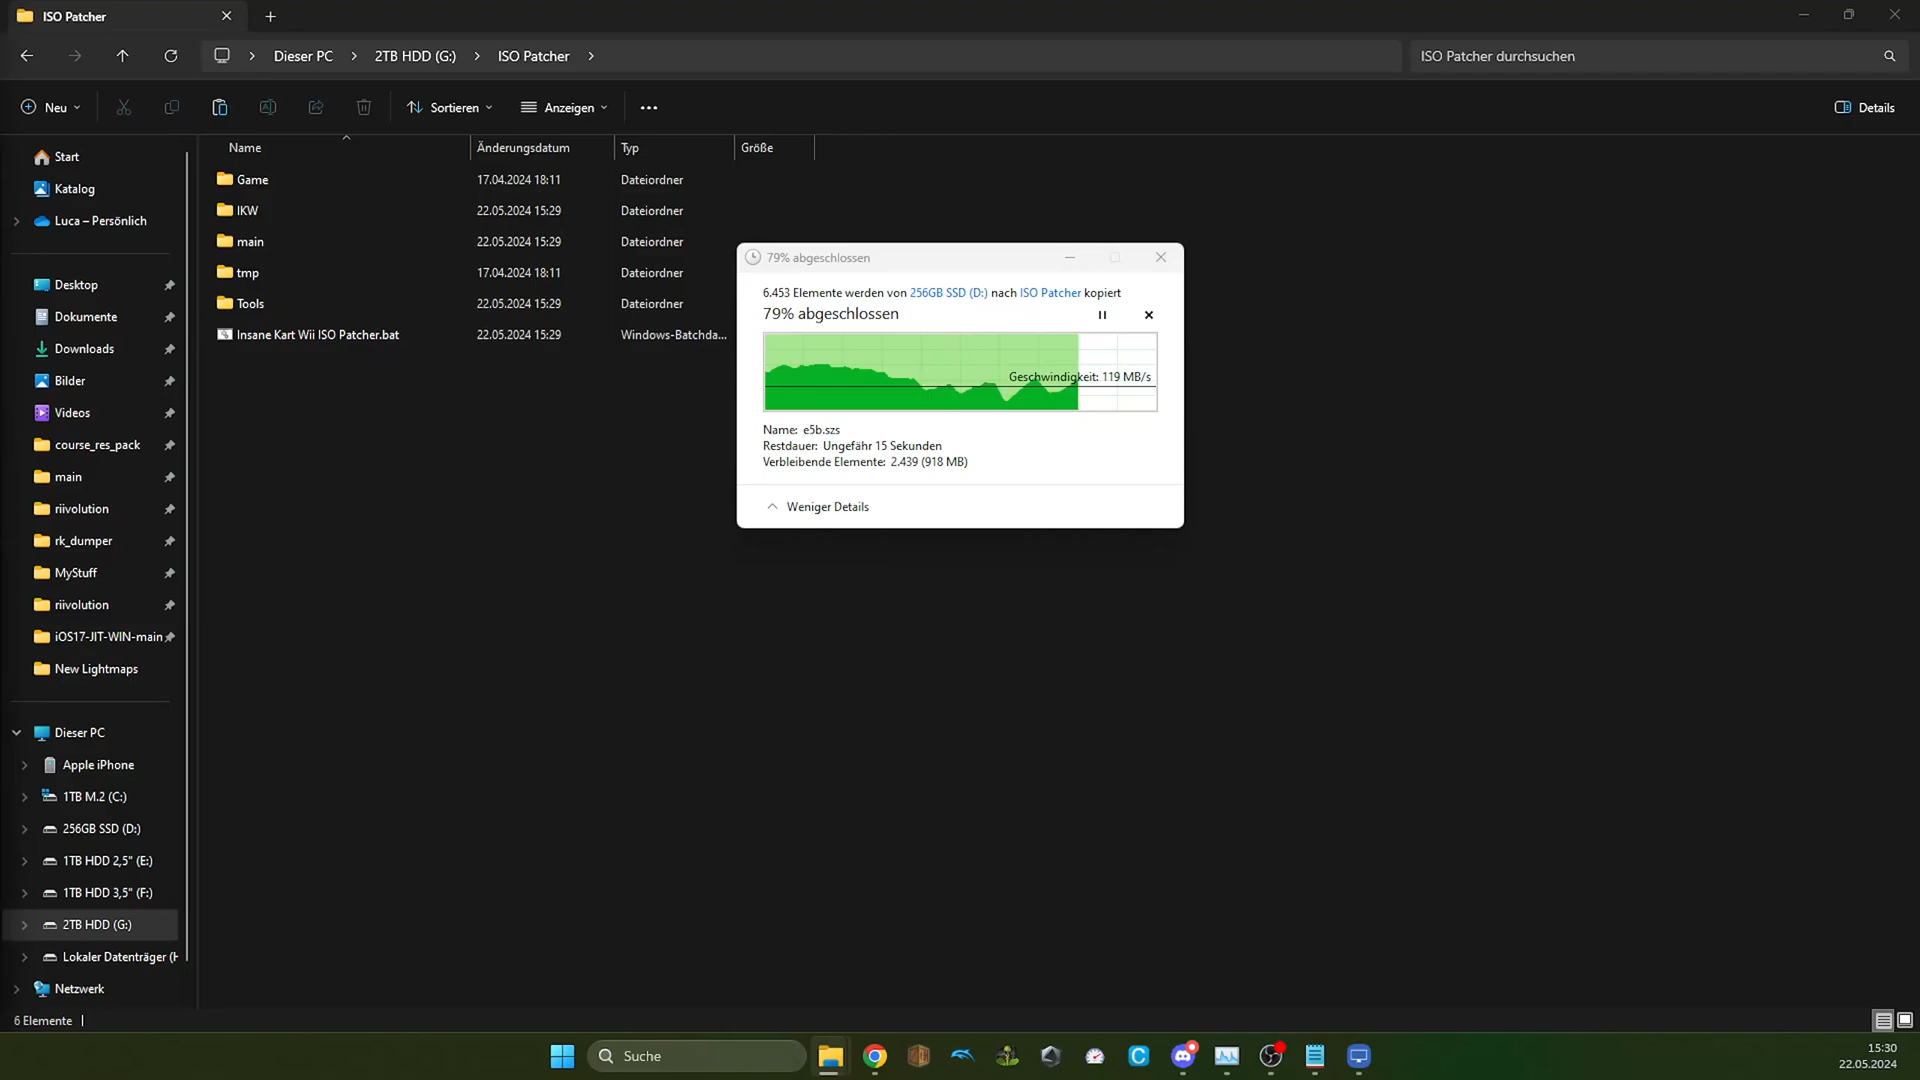 ISO Patcher
Dieser PC
2TB HDD (G:)
ISO Patcher
ISO Patcher durchsuchen
Neu
Sortieren
Anzeigen
Details
Name
Änderungsdatum
Typ
Größe
Game 17.04.2024 18:11 Dateiordner
IKW 22.05.2024 15:29 Dateiordner
main 22.05.2024 15:29 Dateiordner
tmp 17.04.2024 18:11 Dateiordner
Tools 22.05.2024 15:29 Dateiordner
Insane Kart Wii ISO Patcher.bat 22.05.2024 15:29 Windows-Batchda...
Start
Katalog
Luca – Persönlich
Desktop
Dokumente
Downloads
Bilder
Videos
course_res_pack
main
riivolution
rk_dumper
MyStuff
riivolution
iOS17-JIT-WIN-main
New Lightmaps
Dieser PC
Apple iPhone
1TB M.2 (C:)
256GB SSD (D:)
1TB HDD 2,5" (E:)
1TB HDD 3,5" (F:)
2TB HDD (G:)
Lokaler Datenträger (H
Netzwerk
79% abgeschlossen
6.453 Elemente werden von 256GB SSD (D:) nach ISO Patcher kopiert
79% abgeschlossen
Geschwindigkeit: 119 MB/s
Name: e5b.szs
Restdauer: Ungefähr 15 Sekunden
Verbleibende Elemente: 2.439 (918 MB)
Weniger Details
6 Elemente
Suche
15:30
22.05.2024